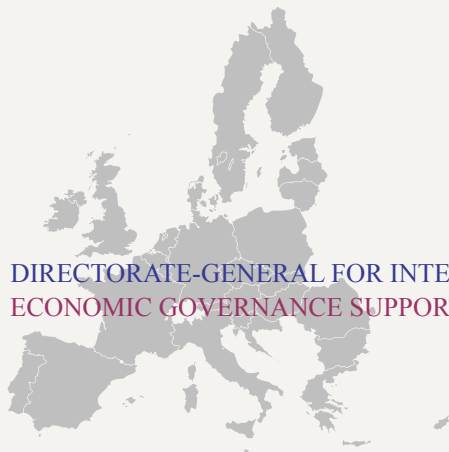 DIRECTORATE-GENERAL FOR INTE
ECONOMIC GOVERNANCE SUPPOR